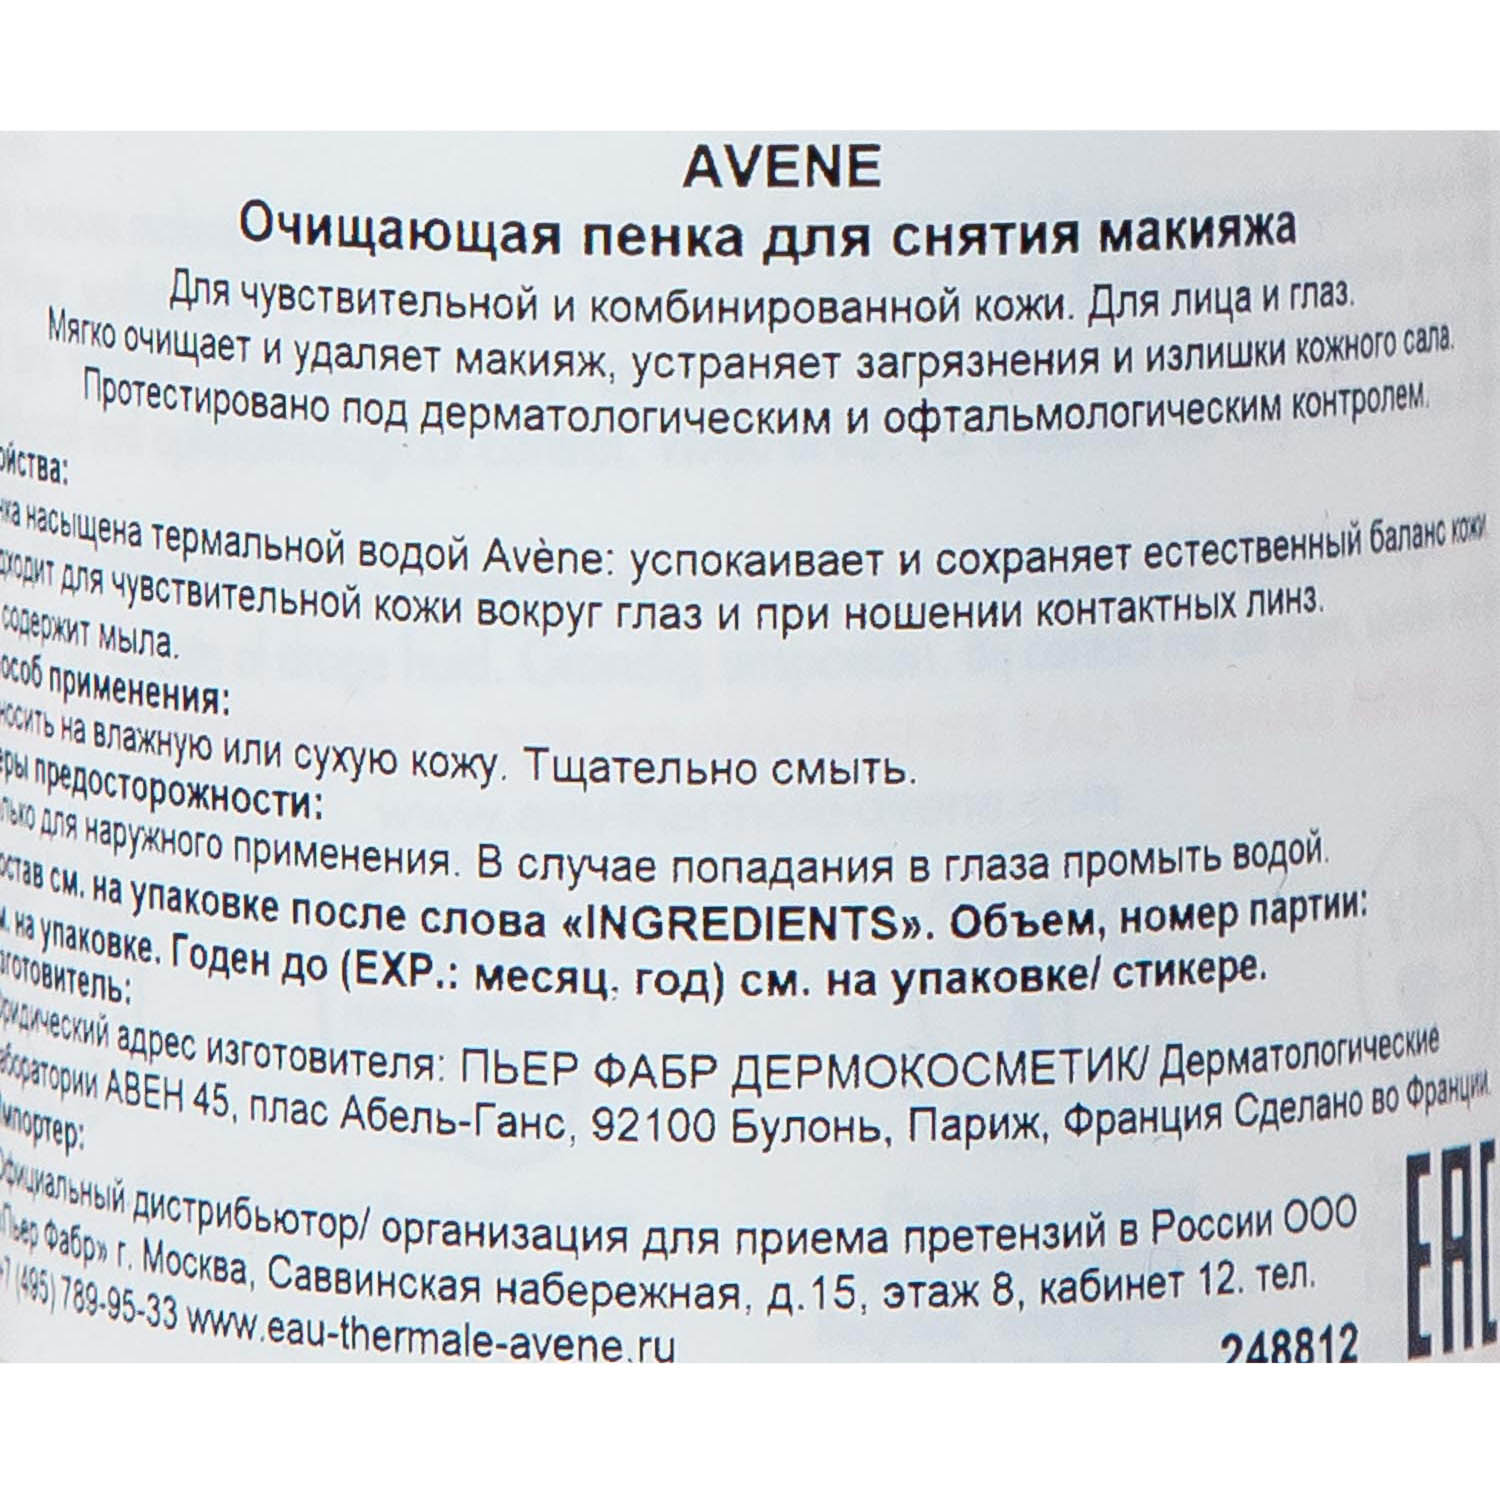 AVENE
Очищающая пенка для снятия макияжа
Для чувствительной и комбинированной кожи. Для лица и глаз.
Мягко очищает и удаляет макияж, устраняет загрязнения и излишки кожного сала.
Протестировано под дерматологическим и офтальмологическим контролем.
ойства:
нка насыщена термальной водой Avène: успокаивает и сохраняет естественный баланс кожи
дходит для чувствительной кожи вокруг глаз и при ношении контактных линз.
содержит мыла.
особ применения:
носить на влажную или сухую кожу. Тщательно смыть.
еры предосторожности:
лько для наружного применения. В случае попадания в глаза промыть водой.
остав см. на упаковке после слова «INGREDIENTS». Объем, номер партии:
м. на упаковке. Годен до (EXP.: месяц. год) см. на упаковке/ стикере.
зготовитель:
ридический адрес изготовителя: ПЬЕР ФАБР ДЕРМОКОСМЕТИК/ Дерматологические
аборатории АВЕН 45, плас Абель-Ганс, 92100 Булонь, Париж, Франция Сделано во Франции.
мпортер:
Официальный дистрибьютор/ организация для приема претензий в России ООО
«Пьер Фабр» г. Москва, Саввинская набережная, д.15, этаж 8, кабинет 12. тел.
+7 (495) 789-95-33 www.eau-thermale-avene.ru
248812
EAC